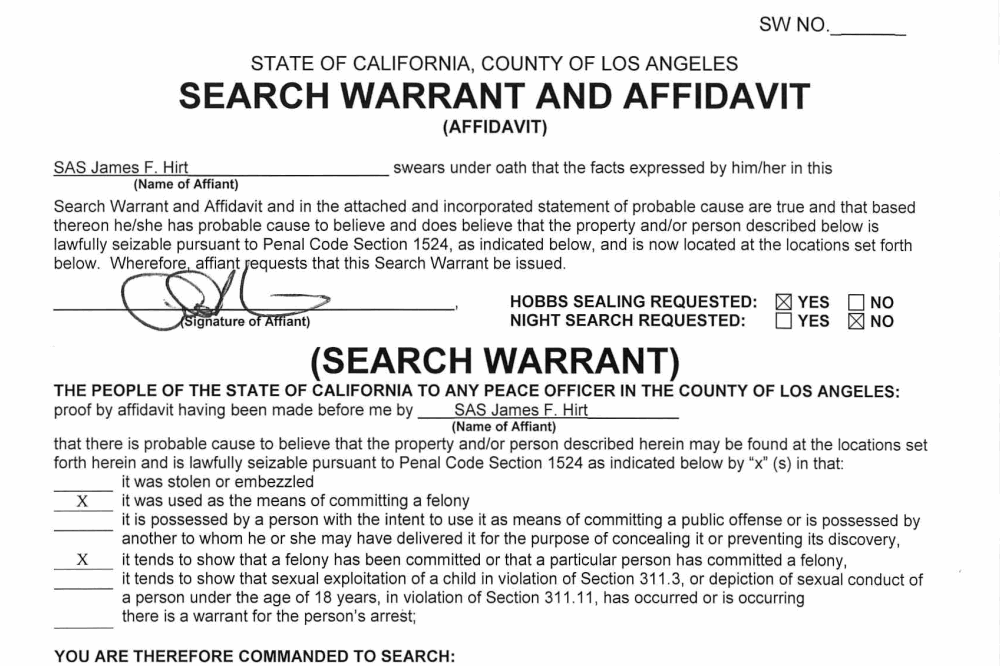 SW NO.
STATE OF CALIFORNIA, COUNTY OF LOS ANGELES
SEARCH WARRANT AND AFFIDAVIT
(AFFIDAVIT)
SAS James F. Hirt swears under oath that the facts expressed by him/her in this
(Name of Affiant)
Search Warrant and Affidavit and in the attached and incorporated statement of probable cause are true and that based
thereon he/she has probable cause to believe and does believe that the property and/or person described below is
lawfully seizable pursuant to Penal Code Section 1524, as indicated below, and is now located at the locations set forth
below. Wherefore, affiant requests that this Search Warrant be issued.
,
(Signature of Affiant)
HOBBS SEALING REQUESTED: ☒ YES ☐ NO
NIGHT SEARCH REQUESTED: ☐ YES ☒ NO
(SEARCH WARRANT)
THE PEOPLE OF THE STATE OF CALIFORNIA TO ANY PEACE OFFICER IN THE COUNTY OF LOS ANGELES:
proof by affidavit having been made before me by SAS James F. Hirt
(Name of Affiant)
that there is probable cause to believe that the property and/or person described herein may be found at the locations set
forth herein and is lawfully seizable pursuant to Penal Code Section 1524 as indicated below by “x” (s) in that:
it was stolen or embezzled
X it was used as the means of committing a felony
it is possessed by a person with the intent to use it as means of committing a public offense or is possessed by
another to whom he or she may have delivered it for the purpose of concealing it or preventing its discovery,
X it tends to show that a felony has been committed or that a particular person has committed a felony,
it tends to show that sexual exploitation of a child in violation of Section 311.3, or depiction of sexual conduct of
a person under the age of 18 years, in violation of Section 311.11, has occurred or is occurring
there is a warrant for the person's arrest;
YOU ARE THEREFORE COMMANDED TO SEARCH: